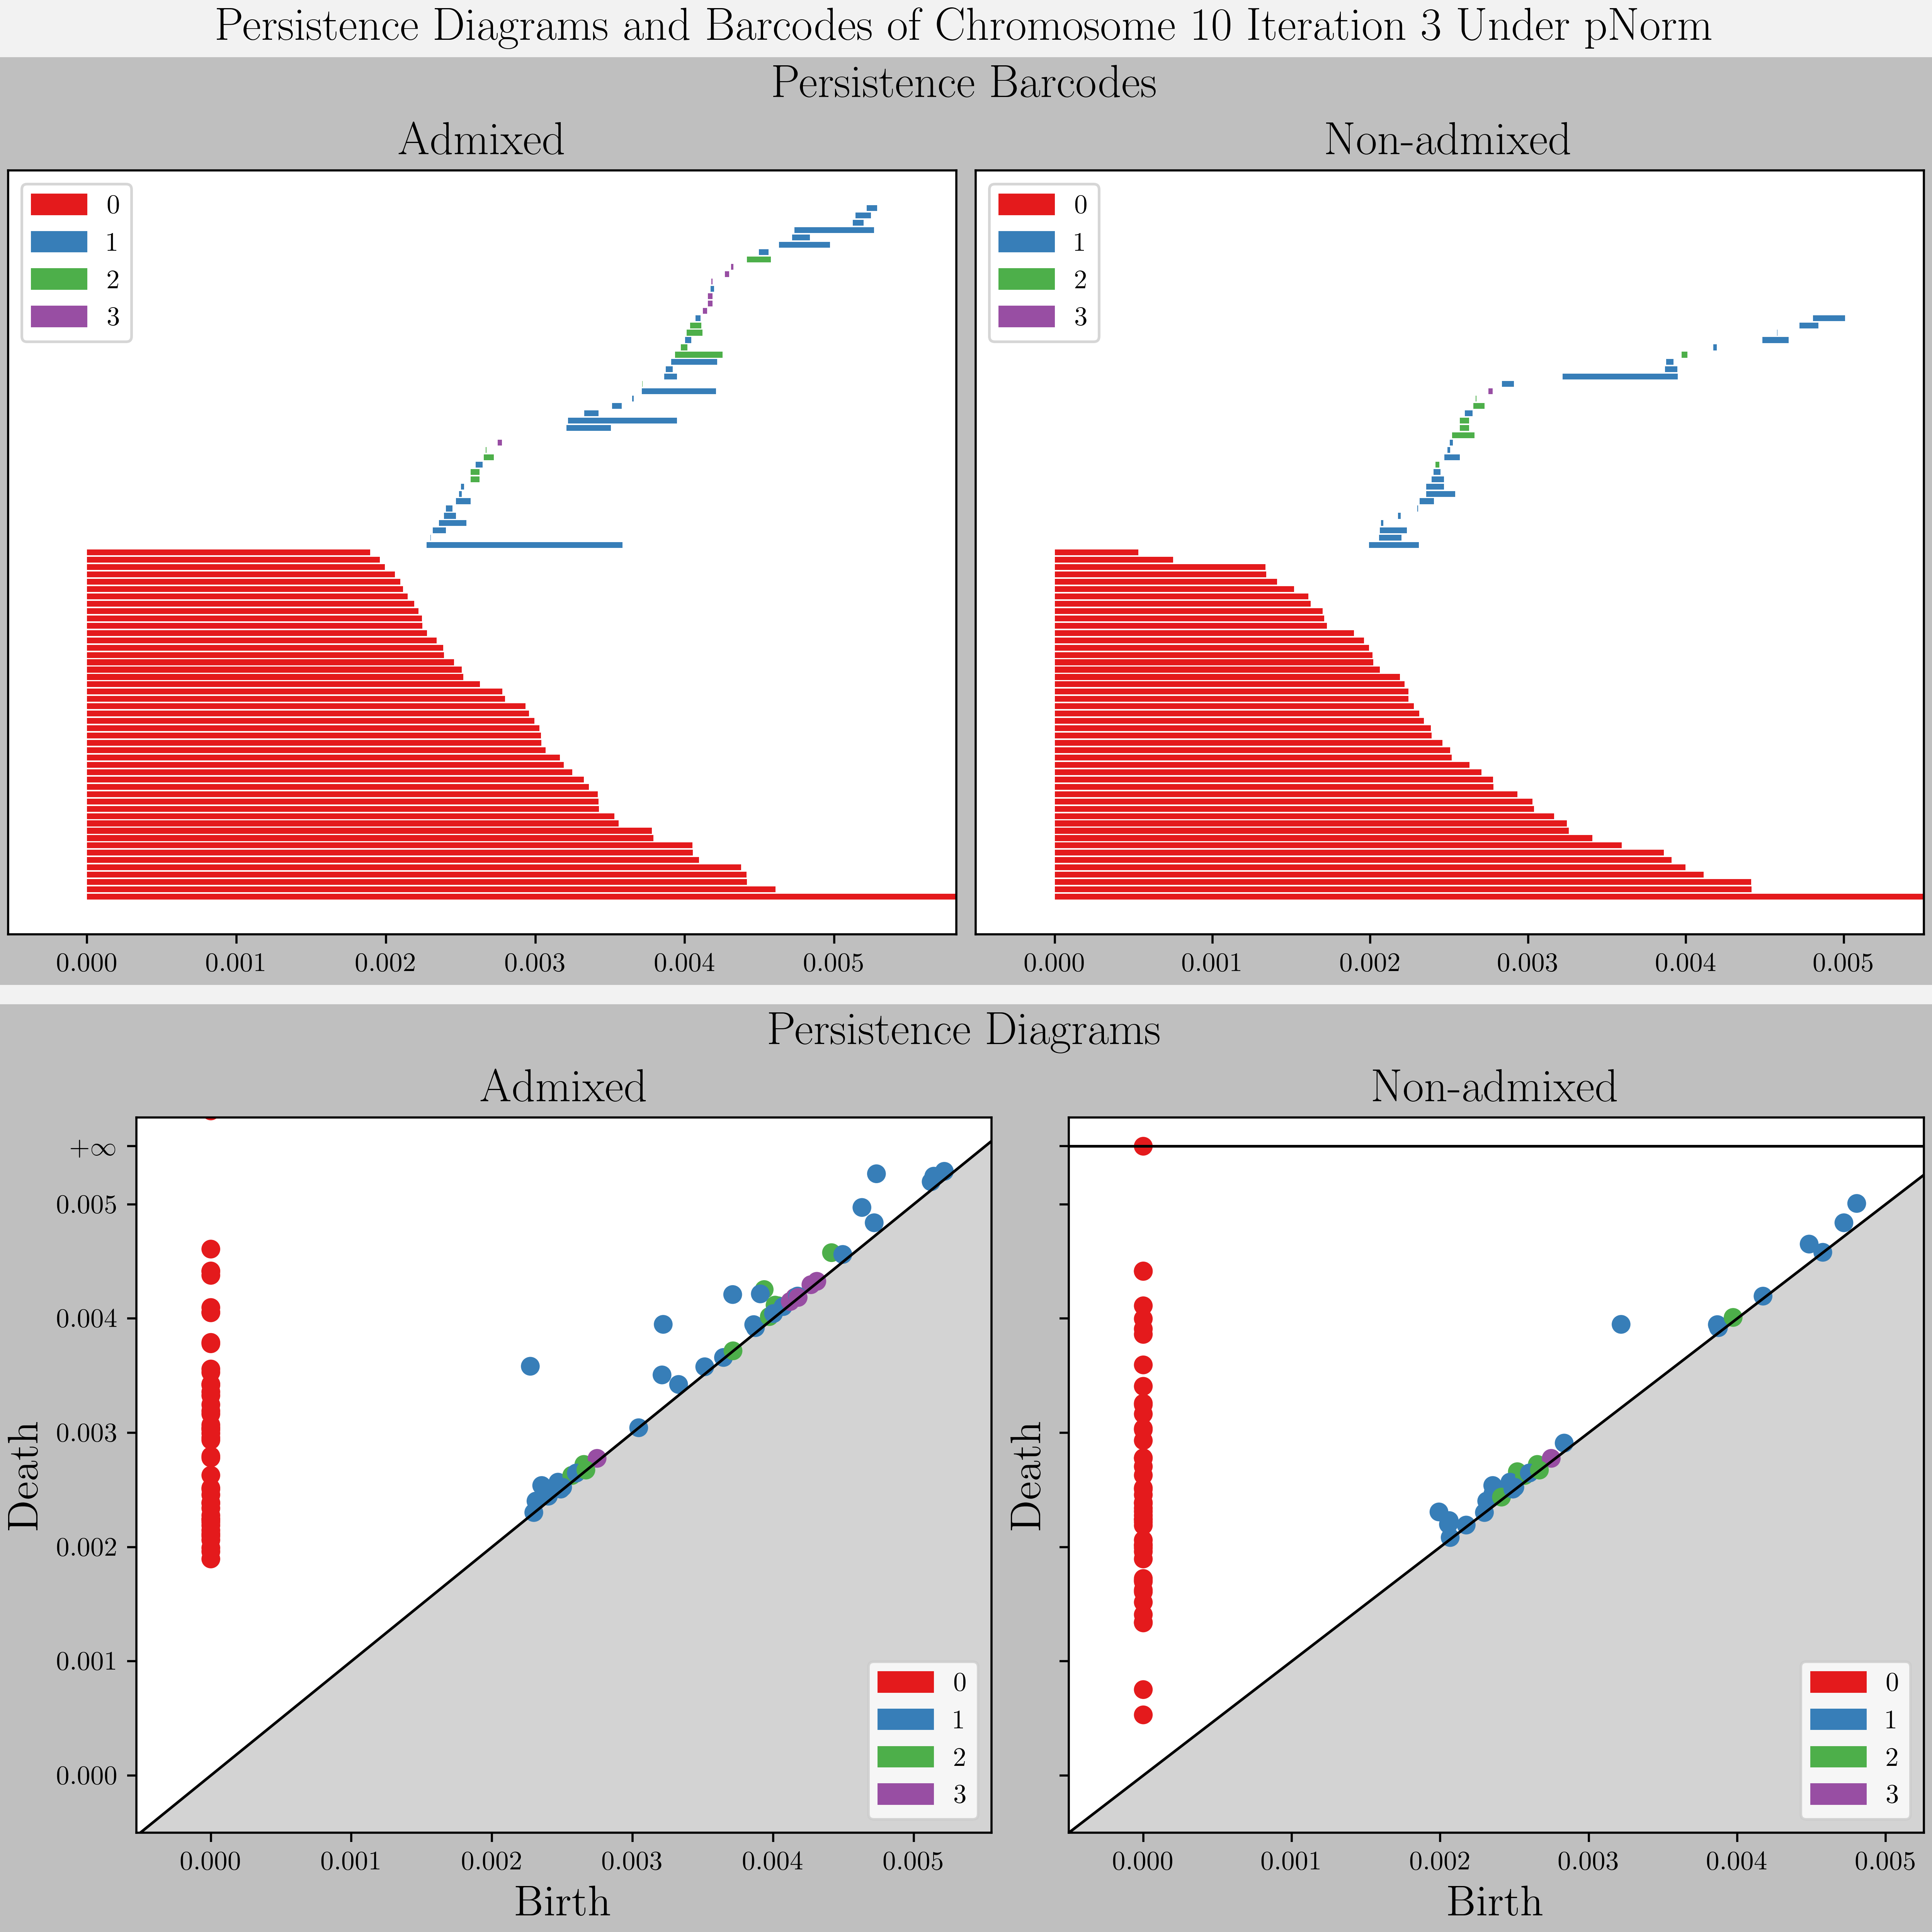 Persistence Diagrams and Barcodes of Chromosome 10 Iteration 3 Under pNorm
Persistence Barcodes
Admixed
0
1
2
3
0.000 0.001 0.002 0.003 0.004 0.005
Non-admixed
0
1
2
3
0.000 0.001 0.002 0.003 0.004 0.005
Persistence Diagrams
Admixed
Death
+∞
0.005
0.004
0.003
0.002
0.001
0.000
0
1
2
3
0.000 0.001 0.002 0.003 0.004 0.005
Birth
Non-admixed
Death
0
1
2
3
0.000 0.001 0.002 0.003 0.004 0.005
Birth